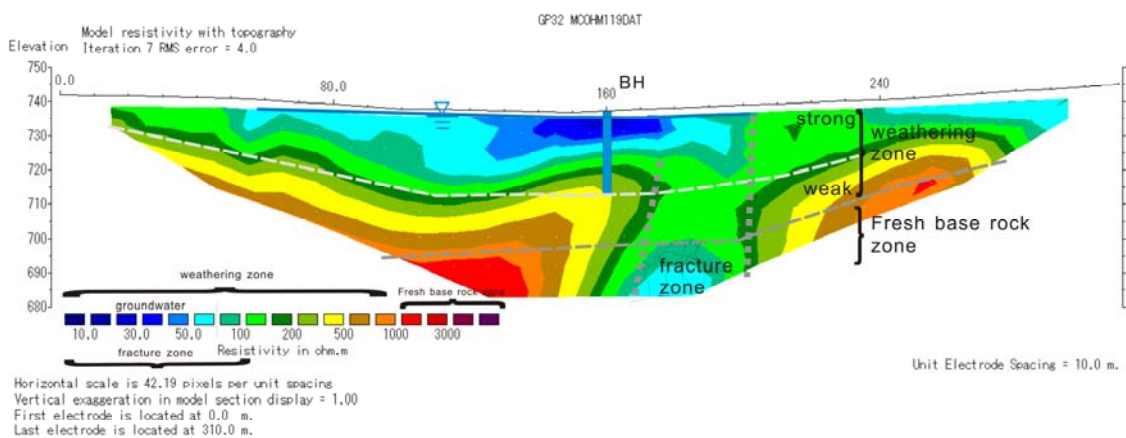 GP32 MCOHM119DAT
Model resistivity with topography
Elevation Iteration 7 RMS error = 4.0
750
0.0
80.0
160
BH
240
740
730
720
710
700
690
680
strong
weathering
zone
weak
Fresh base rock
zone
fracture
zone
weathering zone
Fresh base rock zone
groundwater
10.0 30.0 50.0 100 200 500 1000 3000
fracture zone
Resistivity in ohm.m
Unit Electrode Spacing = 10.0 m.
Horizontal scale is 42.19 pixels per unit spacing
Vertical exaggeration in model section display = 1.00
First electrode is located at 0.0 m.
Last electrode is located at 310.0 m.